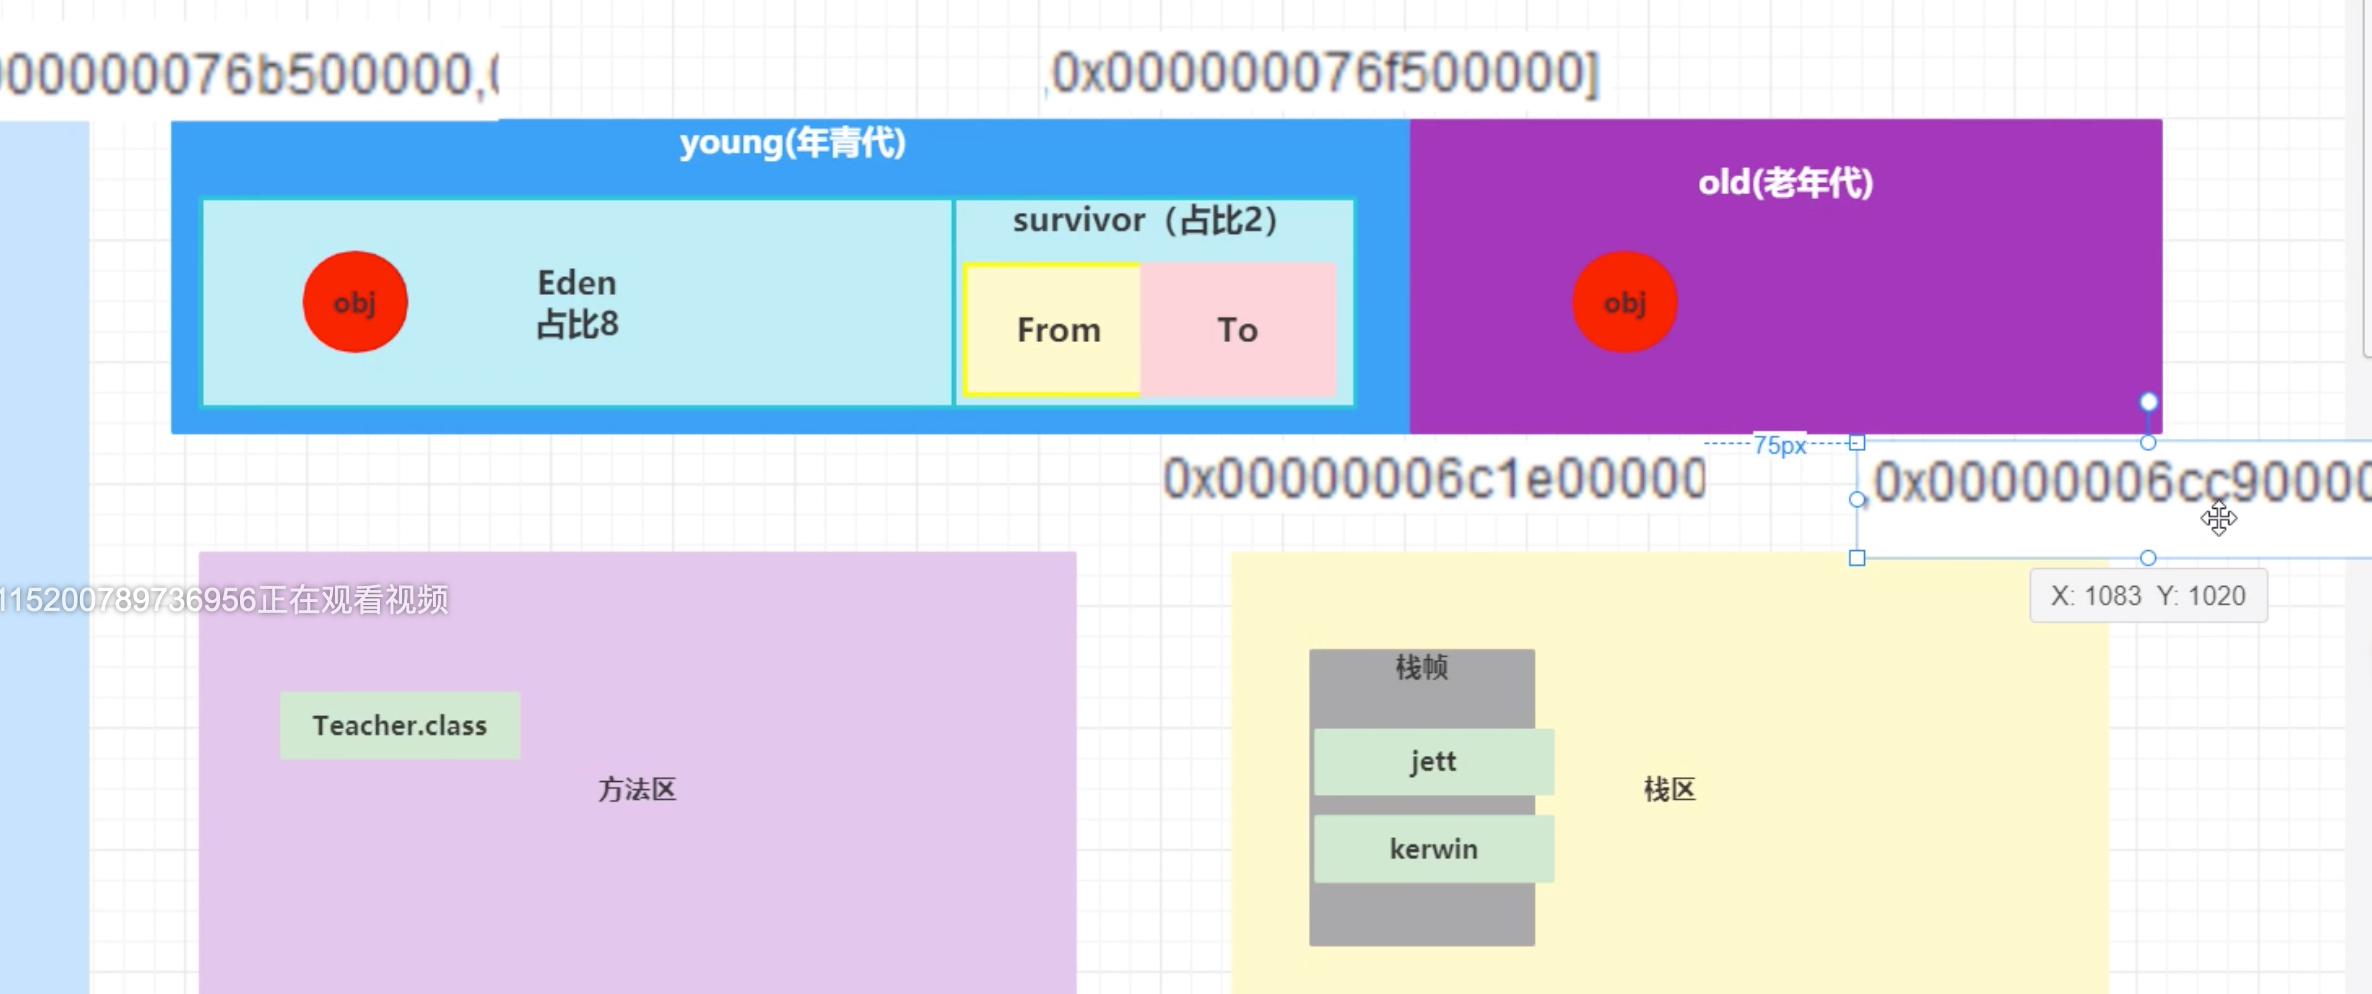 00000076b500000,
,0x000000076f500000]
young(年青代)
old(老年代)
survivor（占比2）
obj
Eden
占比8
From
To
obj
75px
0x00000006c1e00000
0x00000006cc90000
115200789736956正在观看视频
X: 1083 Y: 1020
栈帧
Teacher.class
jett
方法区
栈区
kerwin